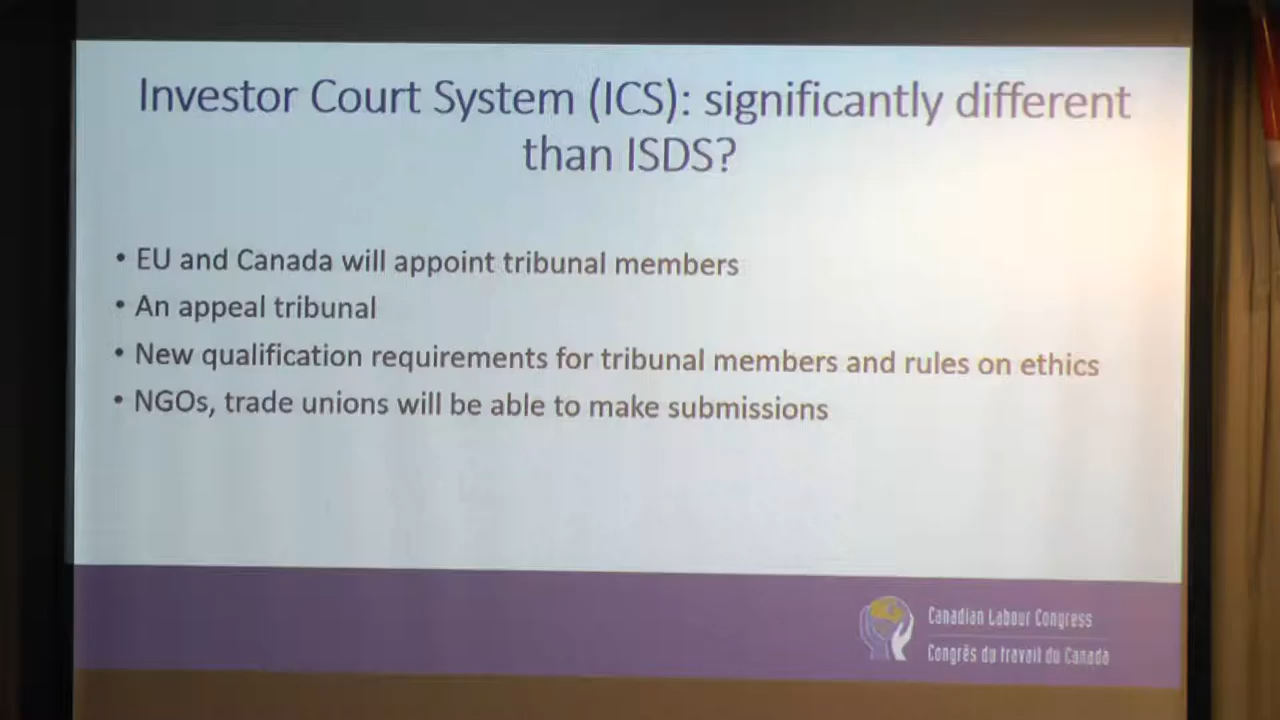 Investor Court System (ICS): significantly different
than ISDS?
• EU and Canada will appoint tribunal members
• An appeal tribunal
• New qualification requirements for tribunal members and rules on ethics
• NGOs, trade unions will be able to make submissions
Canadian Labour Congress
Congrès du travail du Canada